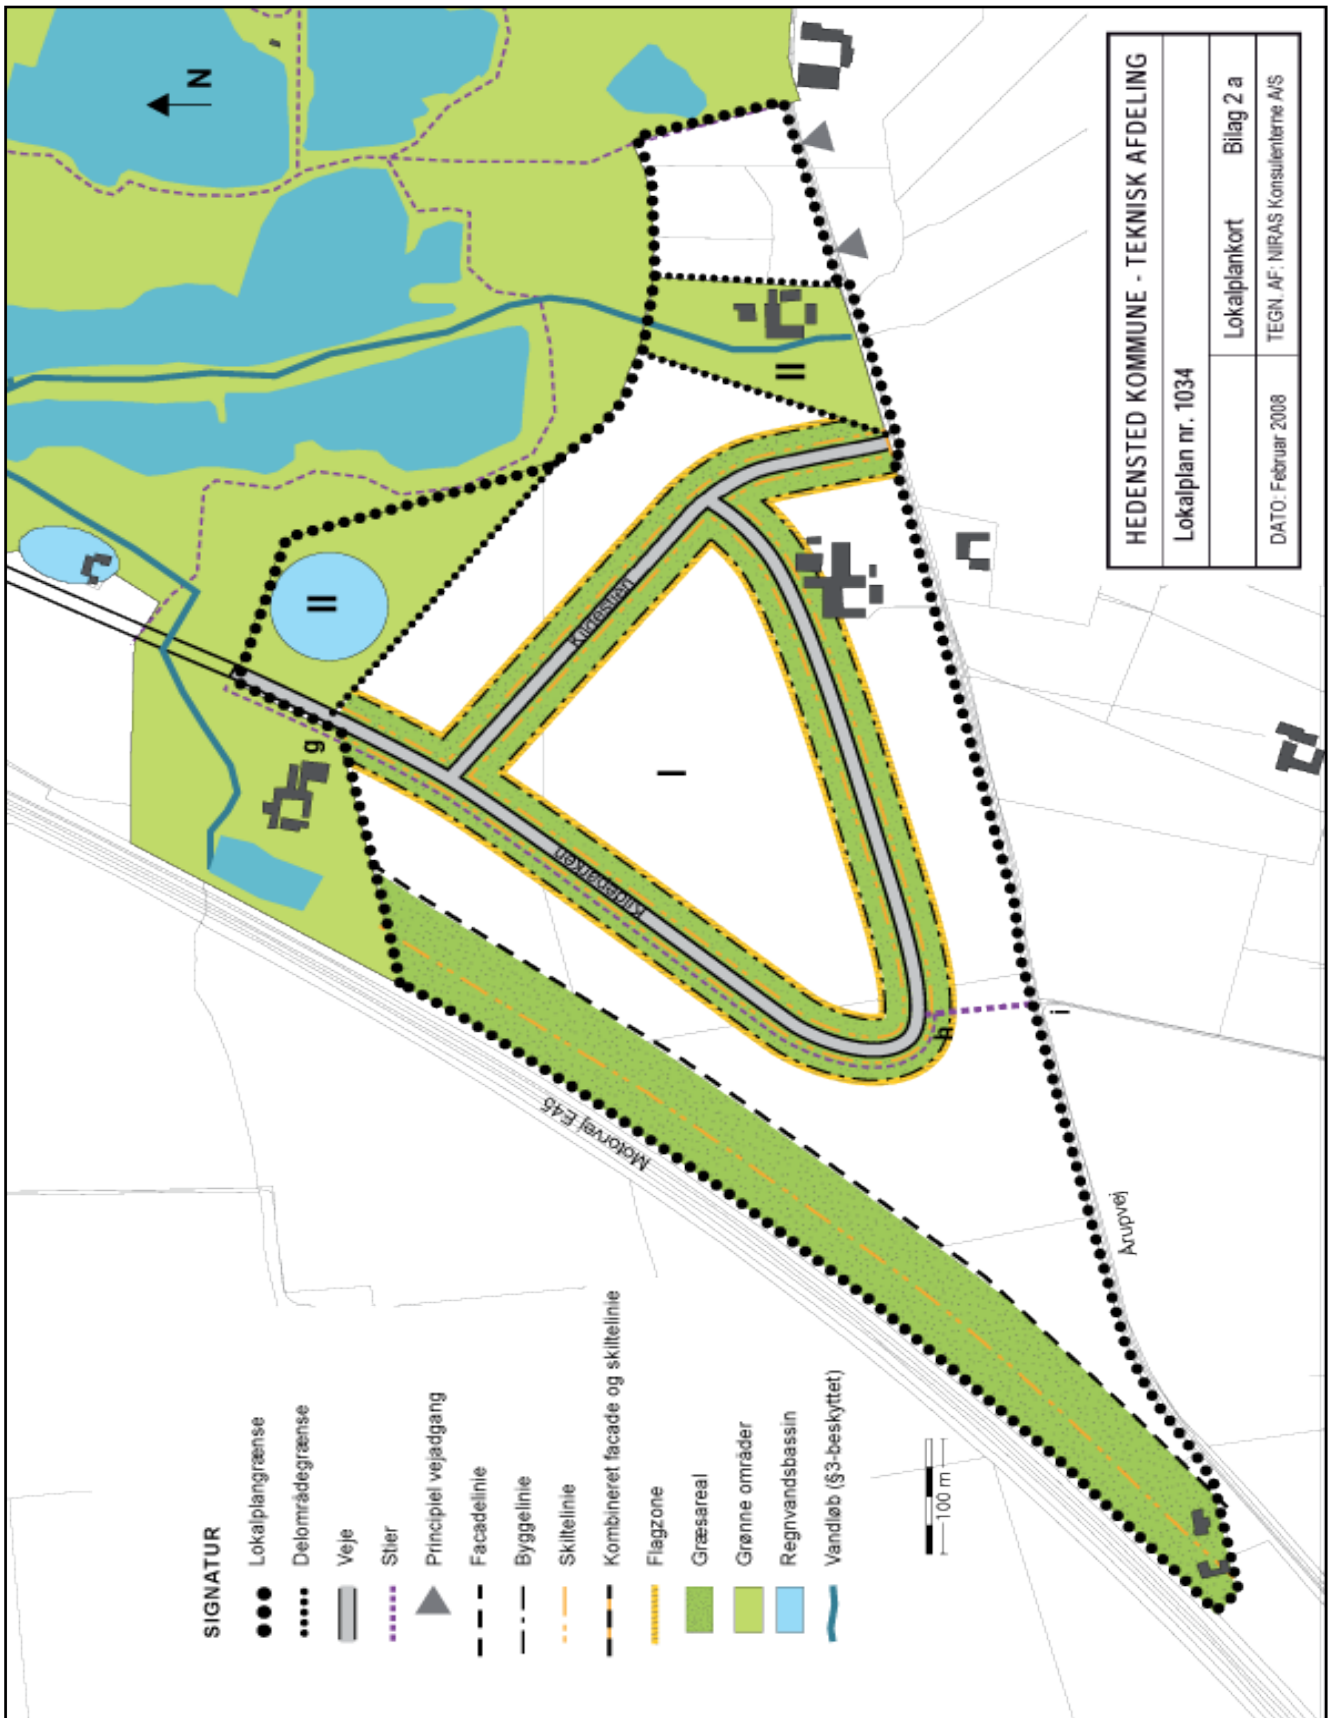 N
II
II
I
g
h
i
Kildestien
Kildeparken
Motorvej E45
Arupvej
SIGNATUR
Lokalplangrænse
Delområdegrænse
Veje
Stier
Principiel vejadgang
Facadelinie
Byggelinie
Skiltelinie
Kombineret facade og skiltelinie
Flagzone
Græsareal
Grønne områder
Regnvandsbassin
Vandløb (§3-beskyttet)
100 m
HEDENSTED KOMMUNE - TEKNISK AFDELING
Lokalplan nr. 1034
Lokalplankort Bilag 2 a
DATO: Februar 2008 TEGN. AF: NIRAS Konsulenterne A/S